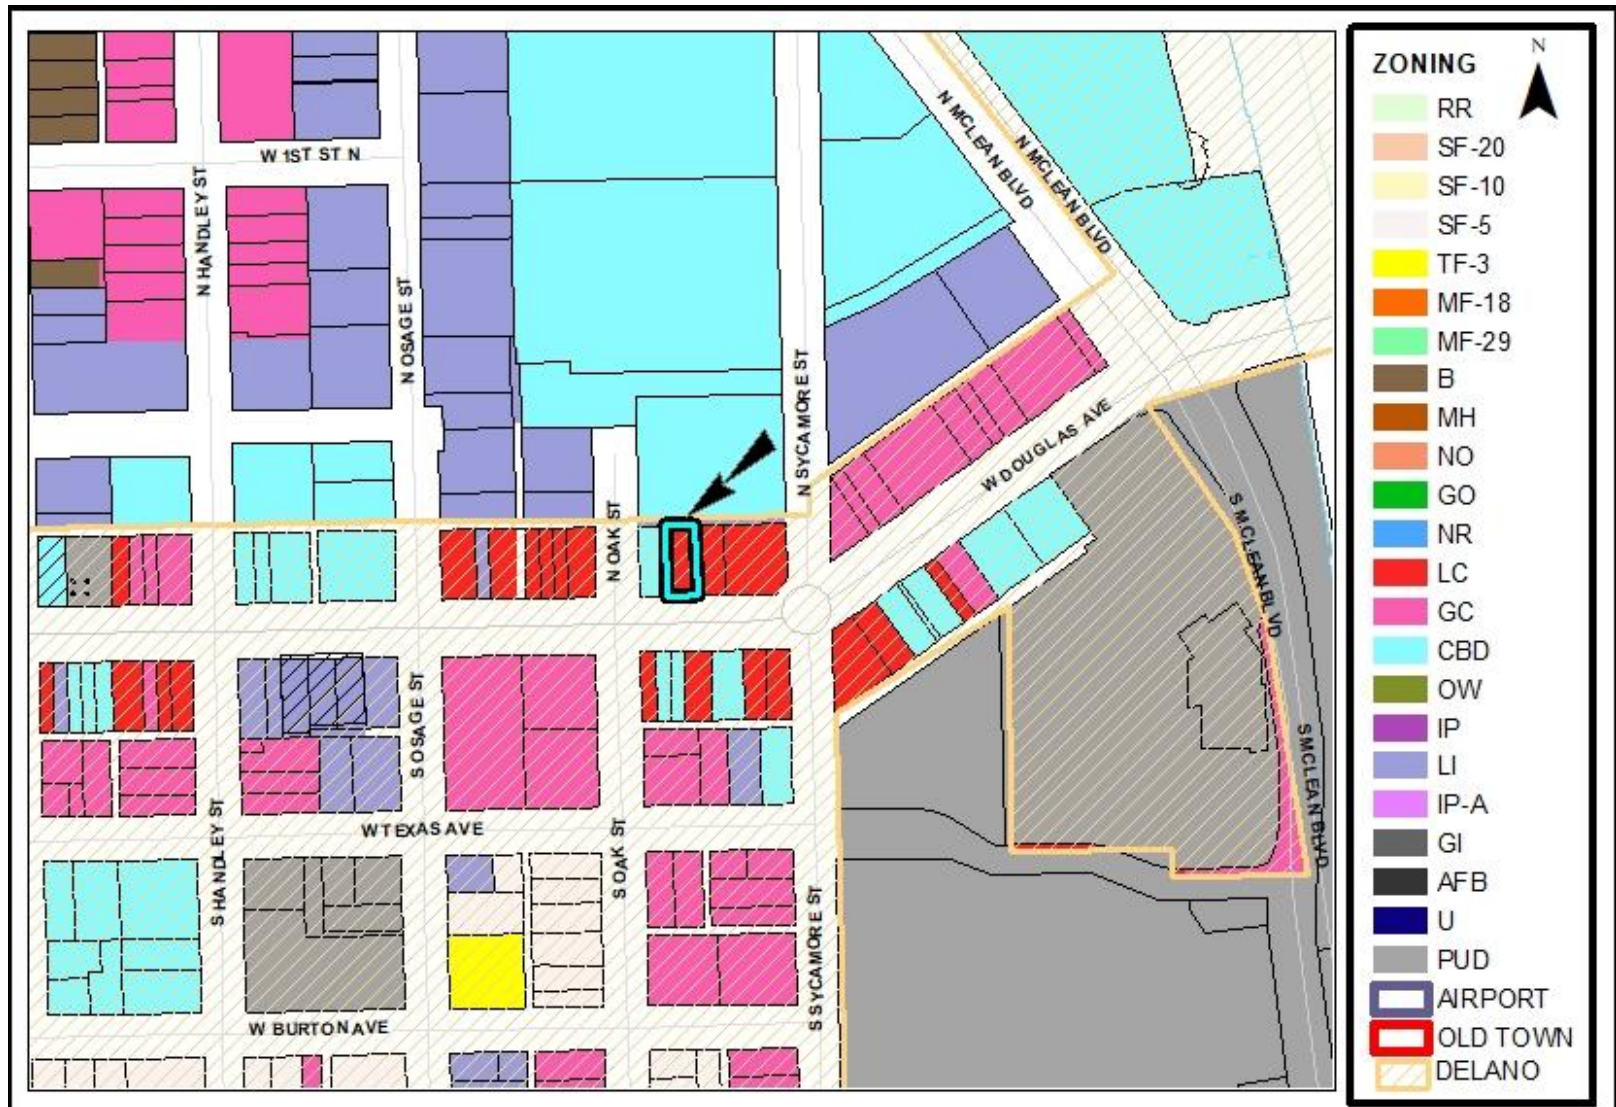 W 1ST ST N
N HANDLEY ST
N OSAGE ST
N SYCAMORE ST
N MCLEAN BLVD
N MCLEAN BLVD
W DOUGLAS AVE
N OAK ST
S MCLEAN BLVD
S MCLEAN BLVD
S OSAGE ST
S HANDLEY ST
W TEXAS AVE
S OAK ST
S SYCAMORE ST
W BURTON AVE
N
ZONING
RR
SF-20
SF-10
SF-5
TF-3
MF-18
MF-29
B
MH
NO
GO
NR
LC
GC
CBD
OW
IP
LI
IP-A
GI
AFB
U
PUD
AIRPORT
OLD TOWN
DELANO